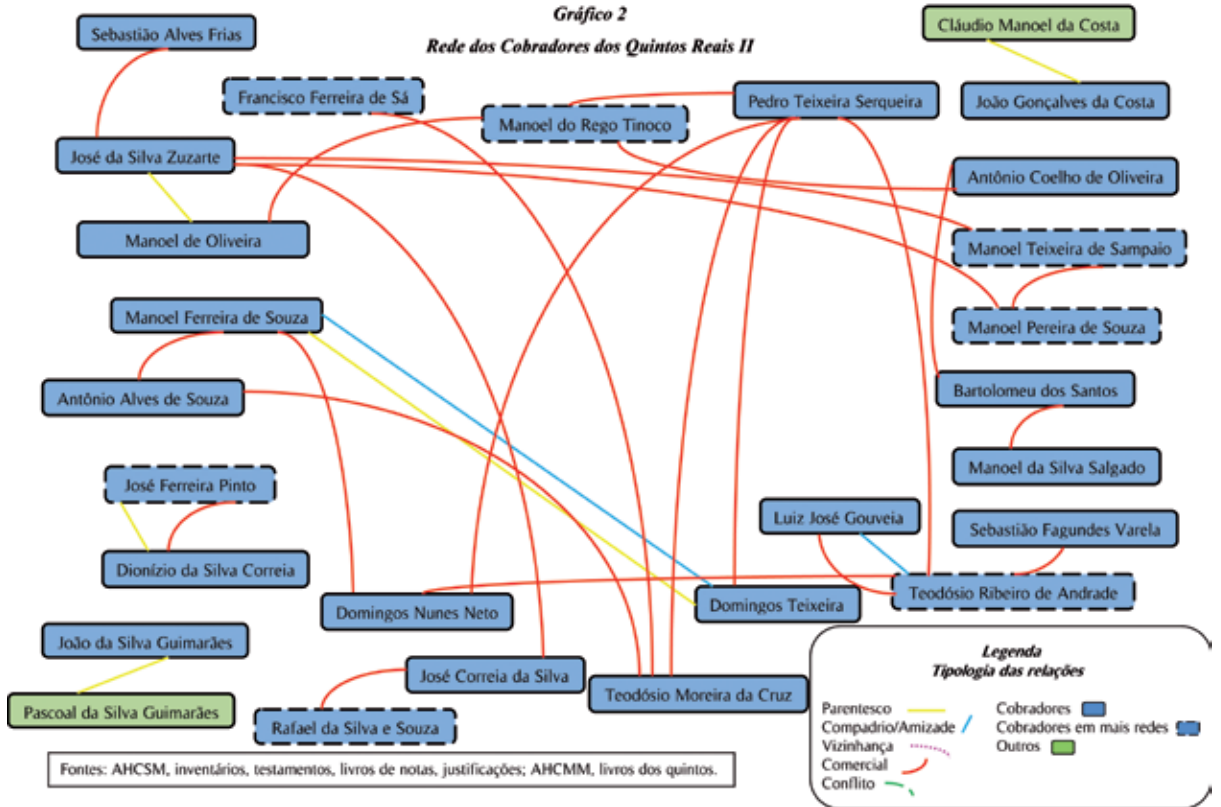 Gráfico 2
Rede dos Cobradores dos Quintos Reais II
Sebastião Alves Frias
Cláudio Manoel da Costa
Francisco Ferreira de Sá
Pedro Teixeira Serqueira
João Gonçalves da Costa
Manoel do Rego Tinoco
José da Silva Zuzarte
Antônio Coelho de Oliveira
Manoel de Oliveira
Manoel Teixeira de Sampaio
Manoel Ferreira de Souza
Manoel Pereira de Souza
Antônio Alves de Souza
Bartolomeu dos Santos
Manoel da Silva Salgado
José Ferreira Pinto
Luiz José Gouveia
Sebastião Fagundes Varela
Dionízio da Silva Correia
Domingos Nunes Neto
Domingos Teixeira
Teodósio Ribeiro de Andrade
João da Silva Guimarães
José Correia da Silva
Teodósio Moreira da Cruz
Pascoal da Silva Guimarães
Rafael da Silva e Souza
Legenda
Tipologia das relações
Parentesco
Compadrio/Amizade
Vizinhança
Comercial
Conflito
Cobradores
Cobradores em mais redes
Outros
Fontes: AHCSM, inventários, testamentos, livros de notas, justificações; AHCMM, livros dos quintos.